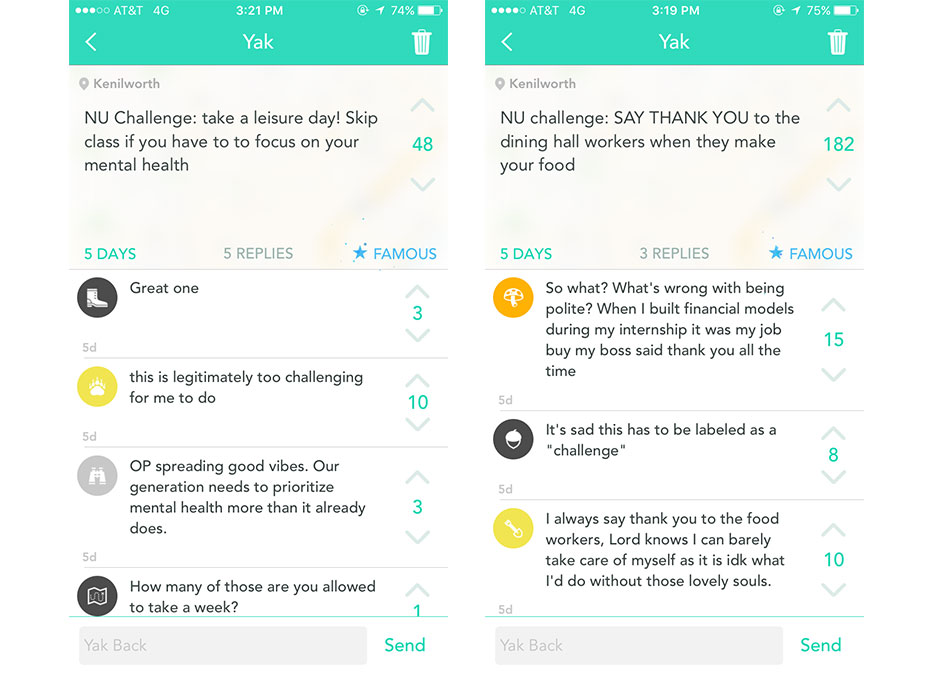 AT&T 4G 3:21 PM 74%
Yak
Kenilworth
NU Challenge: take a leisure day! Skip
class if you have to to focus on your
mental health
48
5 DAYS 5 REPLIES FAMOUS
Great one
3
5d
this is legitimately too challenging
for me to do
10
5d
OP spreading good vibes. Our
generation needs to prioritize
mental health more than it already
does.
3
5d
How many of those are you allowed
to take a week?
1
Yak Back Send
AT&T 4G 3:19 PM 75%
Yak
Kenilworth
NU challenge: SAY THANK YOU to the
dining hall workers when they make
your food
182
5 DAYS 3 REPLIES FAMOUS
So what? What's wrong with being
polite? When I built financial models
during my internship it was my job
buy my boss said thank you all the
time
15
5d
It's sad this has to be labeled as a
"challenge"
8
5d
I always say thank you to the food
workers, Lord knows I can barely
take care of myself as it is idk what
I'd do without those lovely souls.
10
5d
Yak Back Send